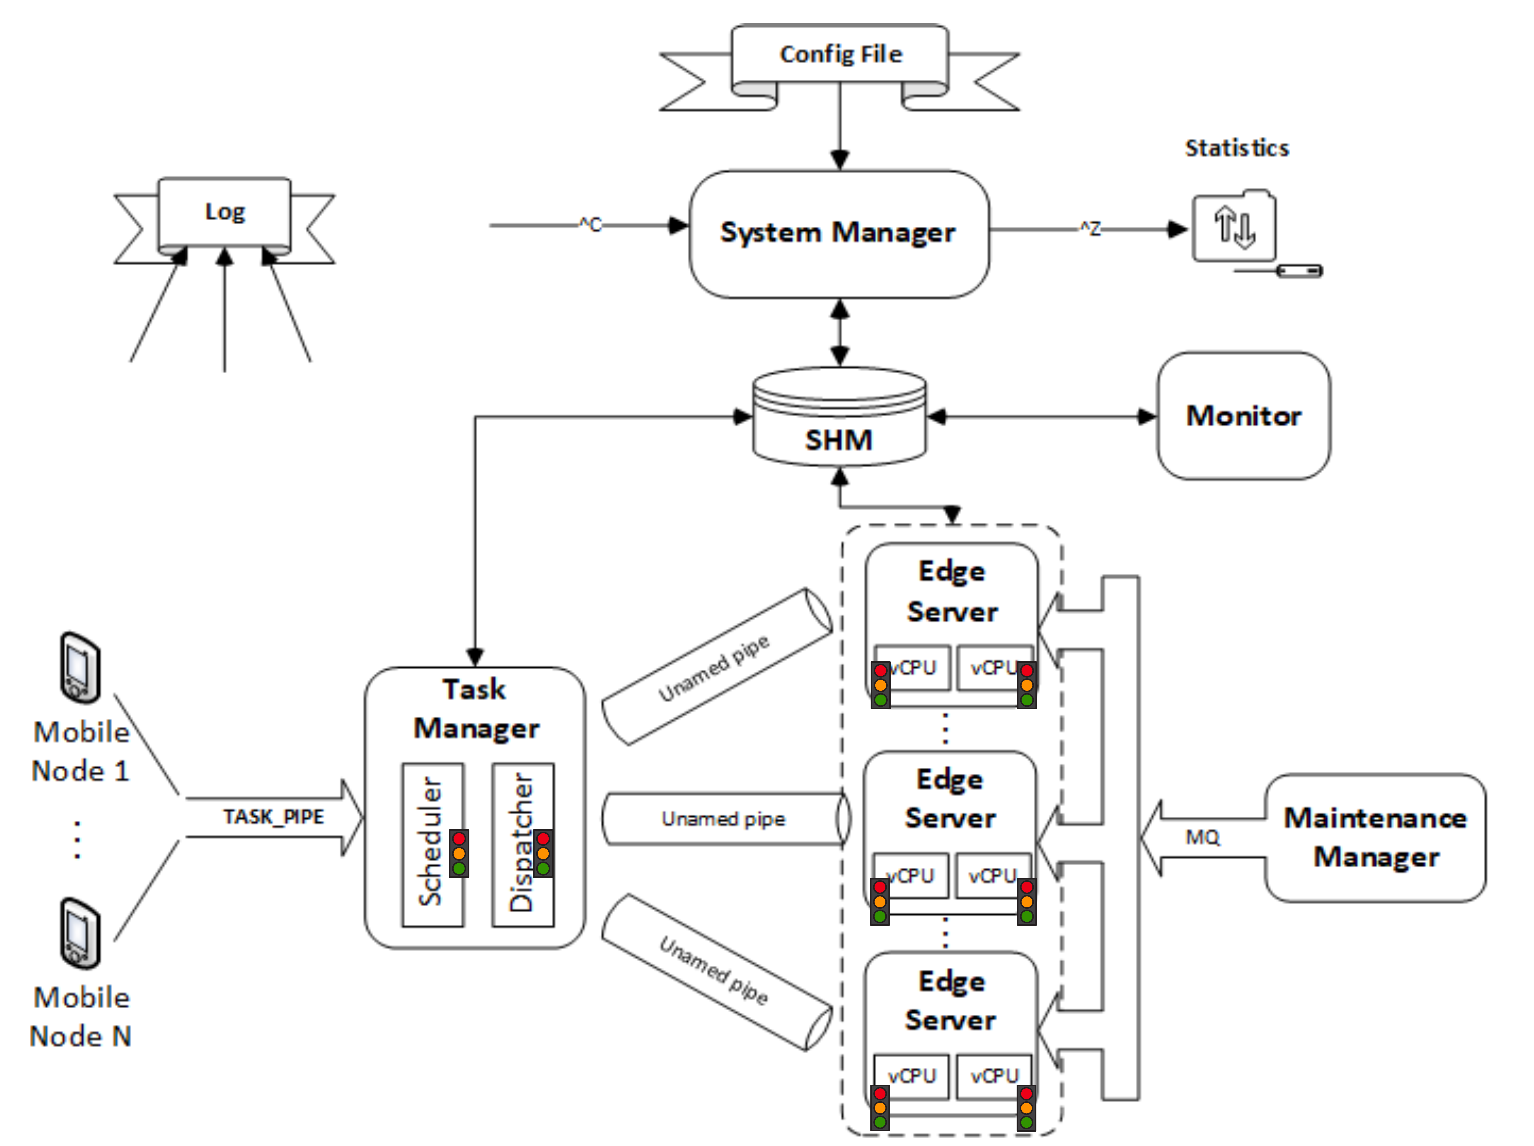 Config File
Statistics
Log
^C
System Manager
^Z
SHM
Monitor
Edge
Server
vCPU vCPU
Unamed pipe
Task
Manager
Scheduler
Dispatcher
Mobile
Node 1
TASK_PIPE
Unamed pipe
Edge
Server
vCPU vCPU
MQ
Maintenance
Manager
Mobile
Node N
Unamed pipe
Edge
Server
vCPU vCPU